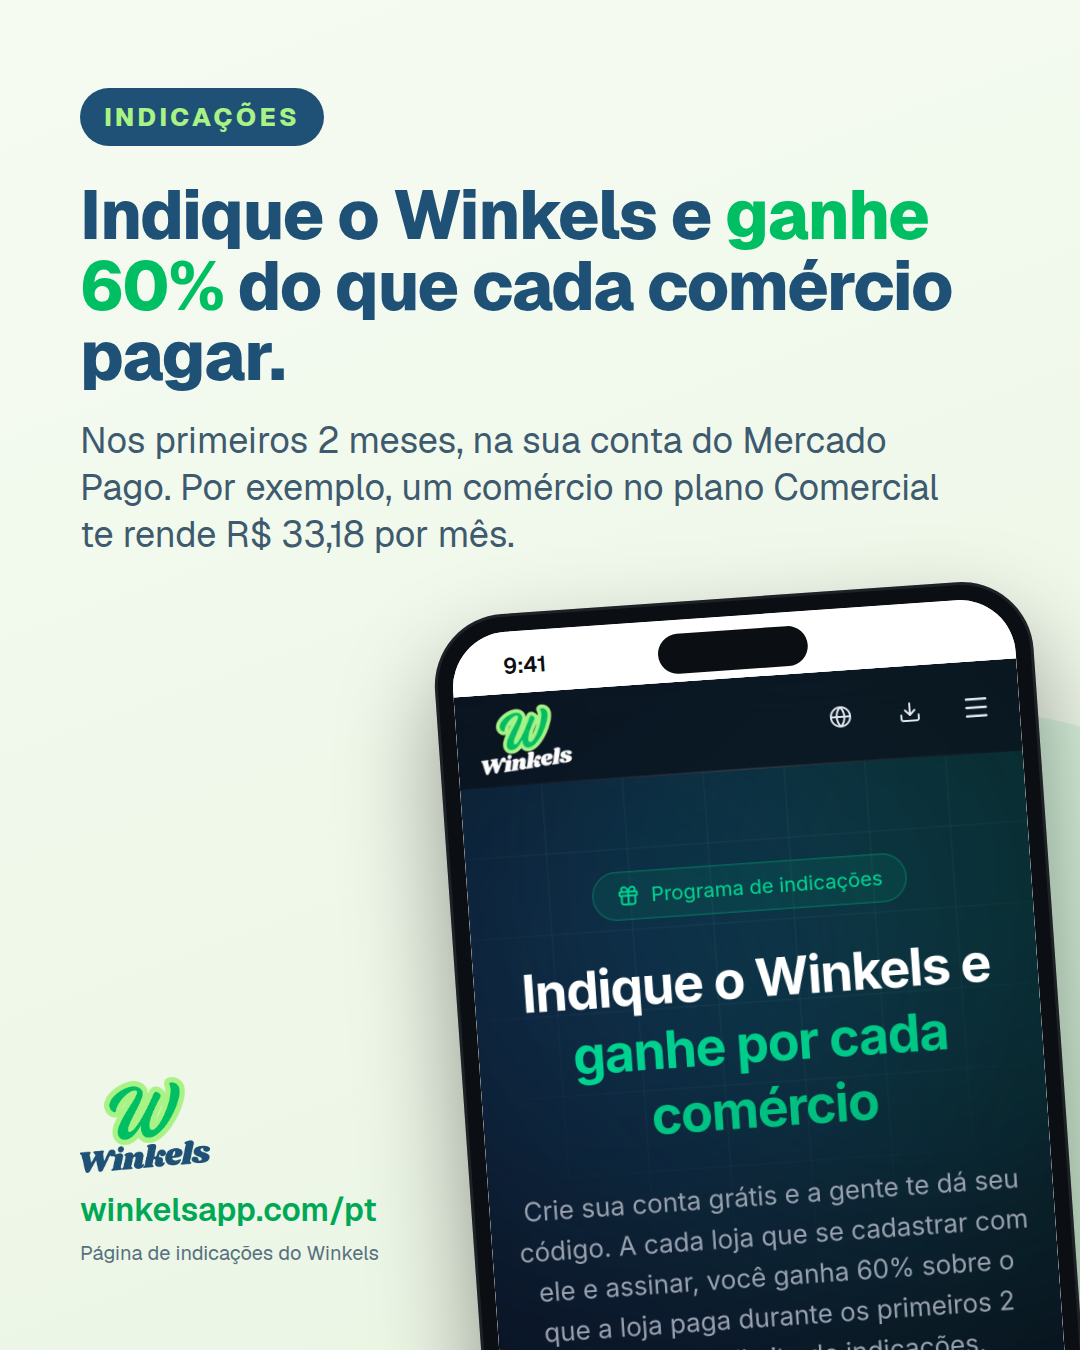 INDICAÇÕES
Indique o Winkels e ganhe
60% do que cada comércio
pagar.
Nos primeiros 2 meses, na sua conta do Mercado
Pago. Por exemplo, um comércio no plano Comercial
te rende R$ 33,18 por mês.
9:41
W
Winkels
Programa de indicações
Indique o Winkels e
ganhe por cada
comércio
Crie sua conta grátis e a gente te dá seu
código. A cada loja que se cadastrar com
ele e assinar, você ganha 60% sobre o
que a loja paga durante os primeiros 2
indicações.
W
Winkels
winkelsapp.com/pt
Página de indicações do Winkels